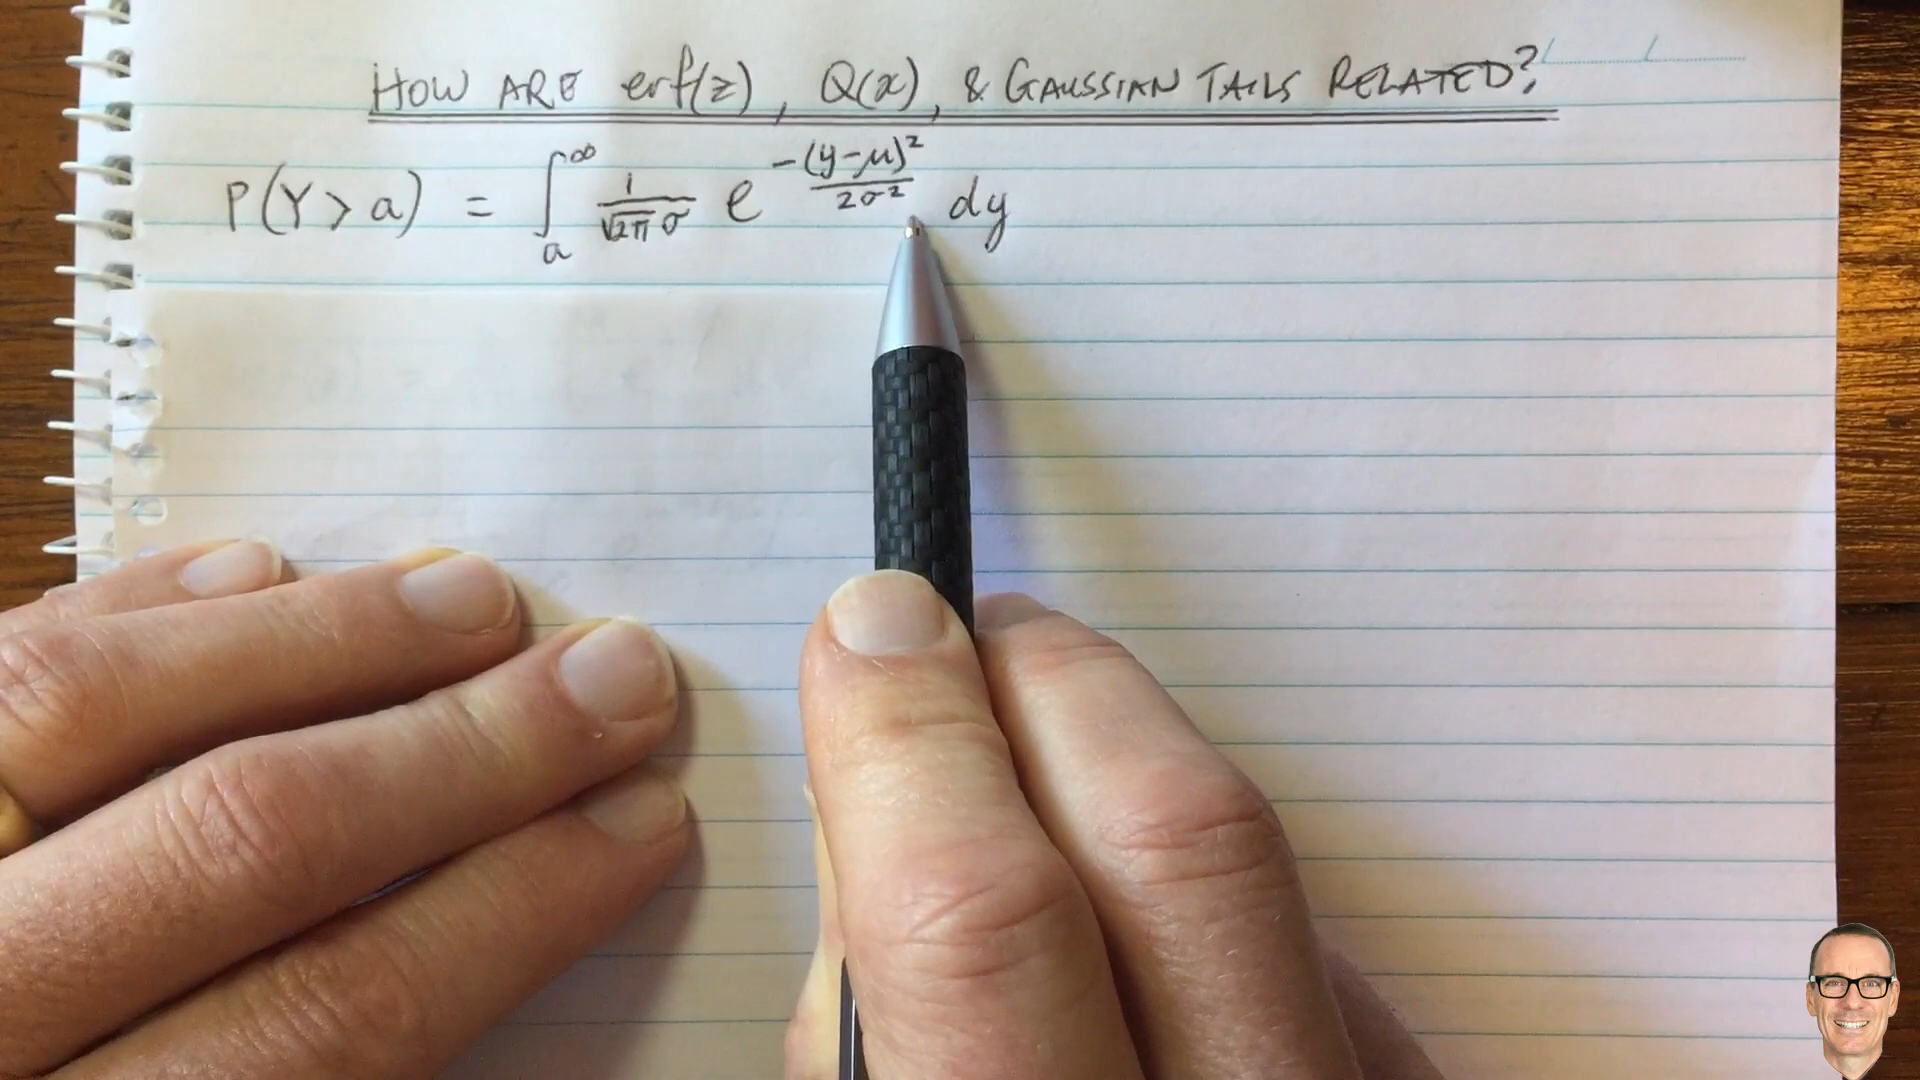 HOW ARE erf(z), Q(x), & GAUSSIAN TAILS RELATED?
P(Y > a) = ∫_a^∞ 1/(√2π σ) e^(-(y-μ)²/2σ²) dy